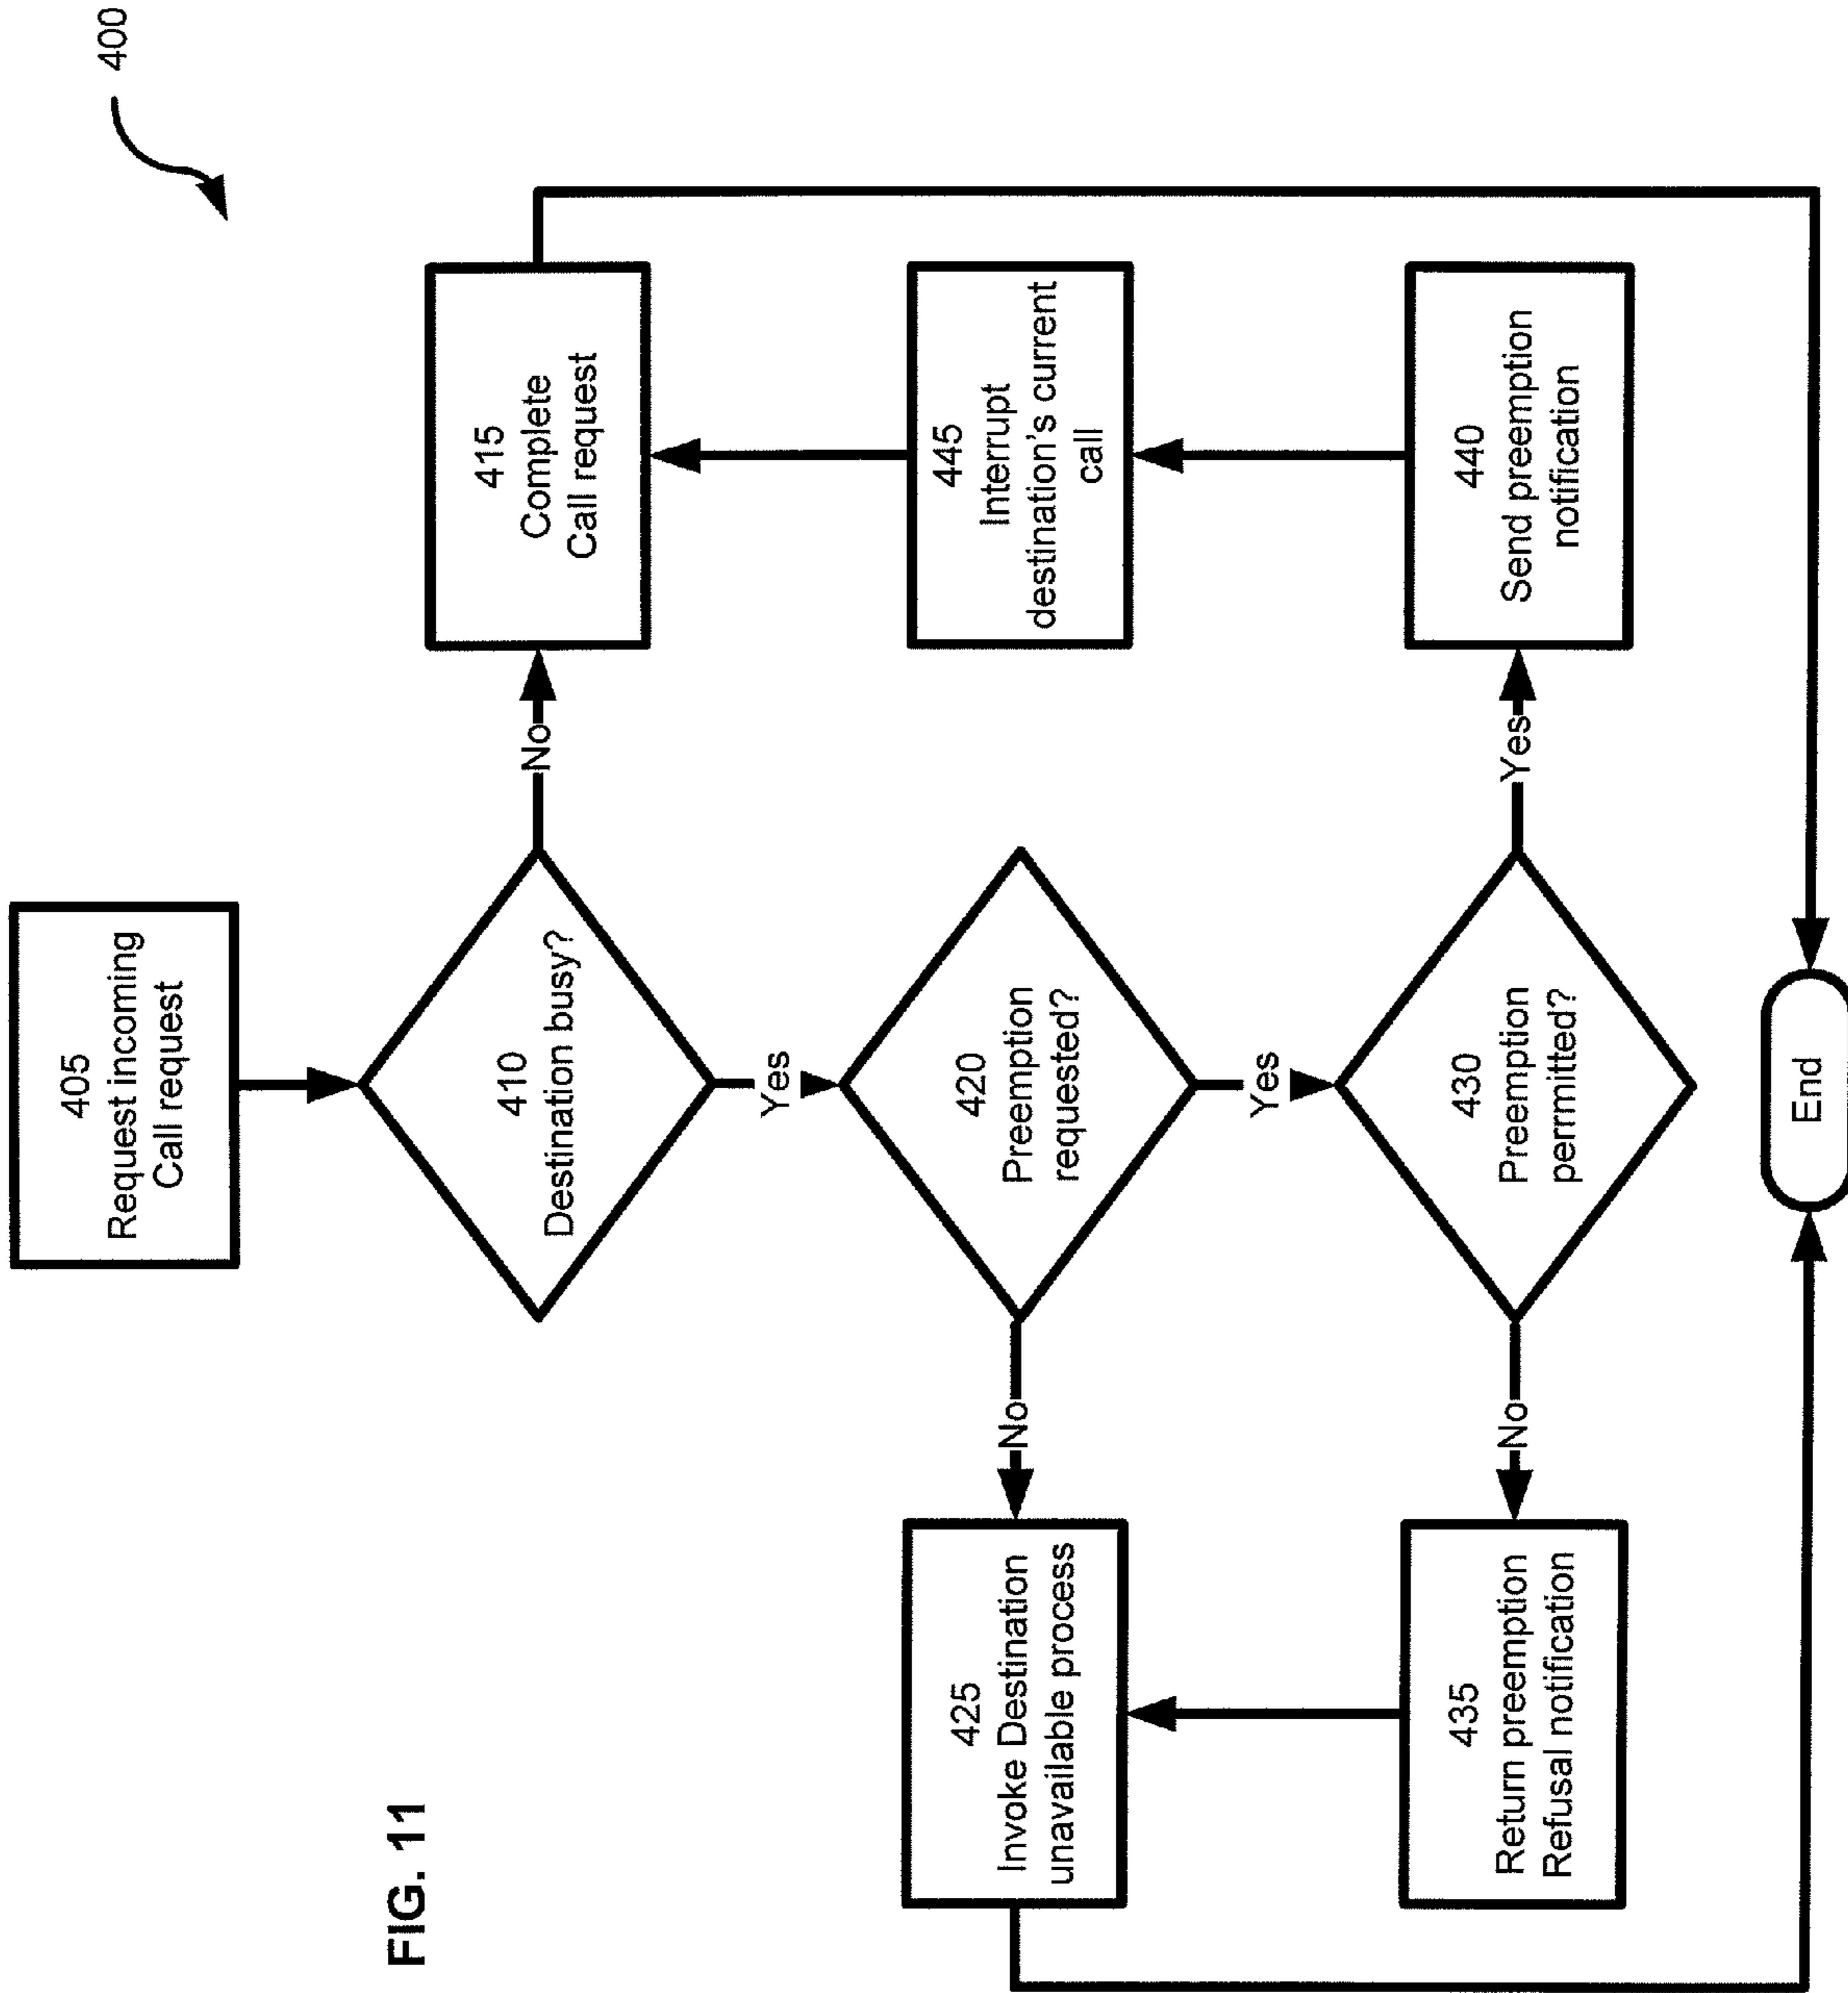 400
FIG. 11
405
Request incoming
Call request
410
Destination busy?
No
415
Complete
Call request
Yes
420
Preemption
requested?
No
425
Invoke Destination
unavailable process
Yes
430
Preemption
permitted?
No
435
Return preemption
Refusal notification
Yes
440
Send preemption
notification
445
Interrupt
destination's current
call
End